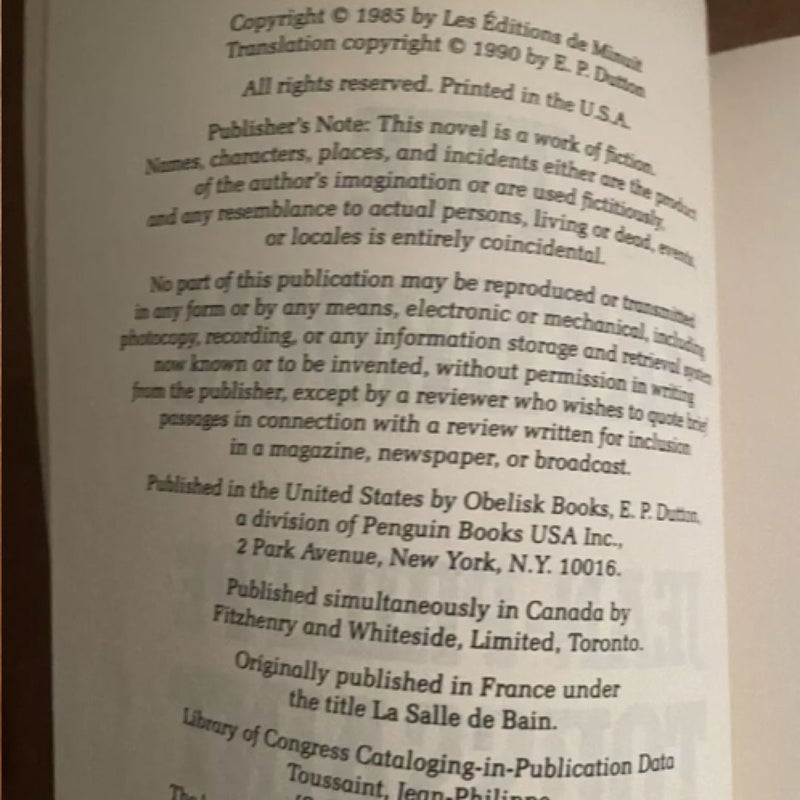 Copyright © 1985 by Les Éditions de Minuit
Translation copyright © 1990 by E. P. Dutton
All rights reserved. Printed in the U.S.A.
Publisher's Note: This novel is a work of fiction.
Names, characters, places, and incidents either are the product
of the author's imagination or are used fictitiously,
and any resemblance to actual persons, living or dead, events,
or locales is entirely coincidental.
No part of this publication may be reproduced or transmitted
in any form or by any means, electronic or mechanical, including
photocopy, recording, or any information storage and retrieval system
now known or to be invented, without permission in writing
from the publisher, except by a reviewer who wishes to quote brief
passages in connection with a review written for inclusion
in a magazine, newspaper, or broadcast.
Published in the United States by Obelisk Books, E. P. Dutton,
a division of Penguin Books USA Inc.,
2 Park Avenue, New York, N.Y. 10016.
Published simultaneously in Canada by
Fitzhenry and Whiteside, Limited, Toronto.
Originally published in France under
the title La Salle de Bain.
Library of Congress Cataloging-in-Publication Data
Toussaint, Jean-Philippe